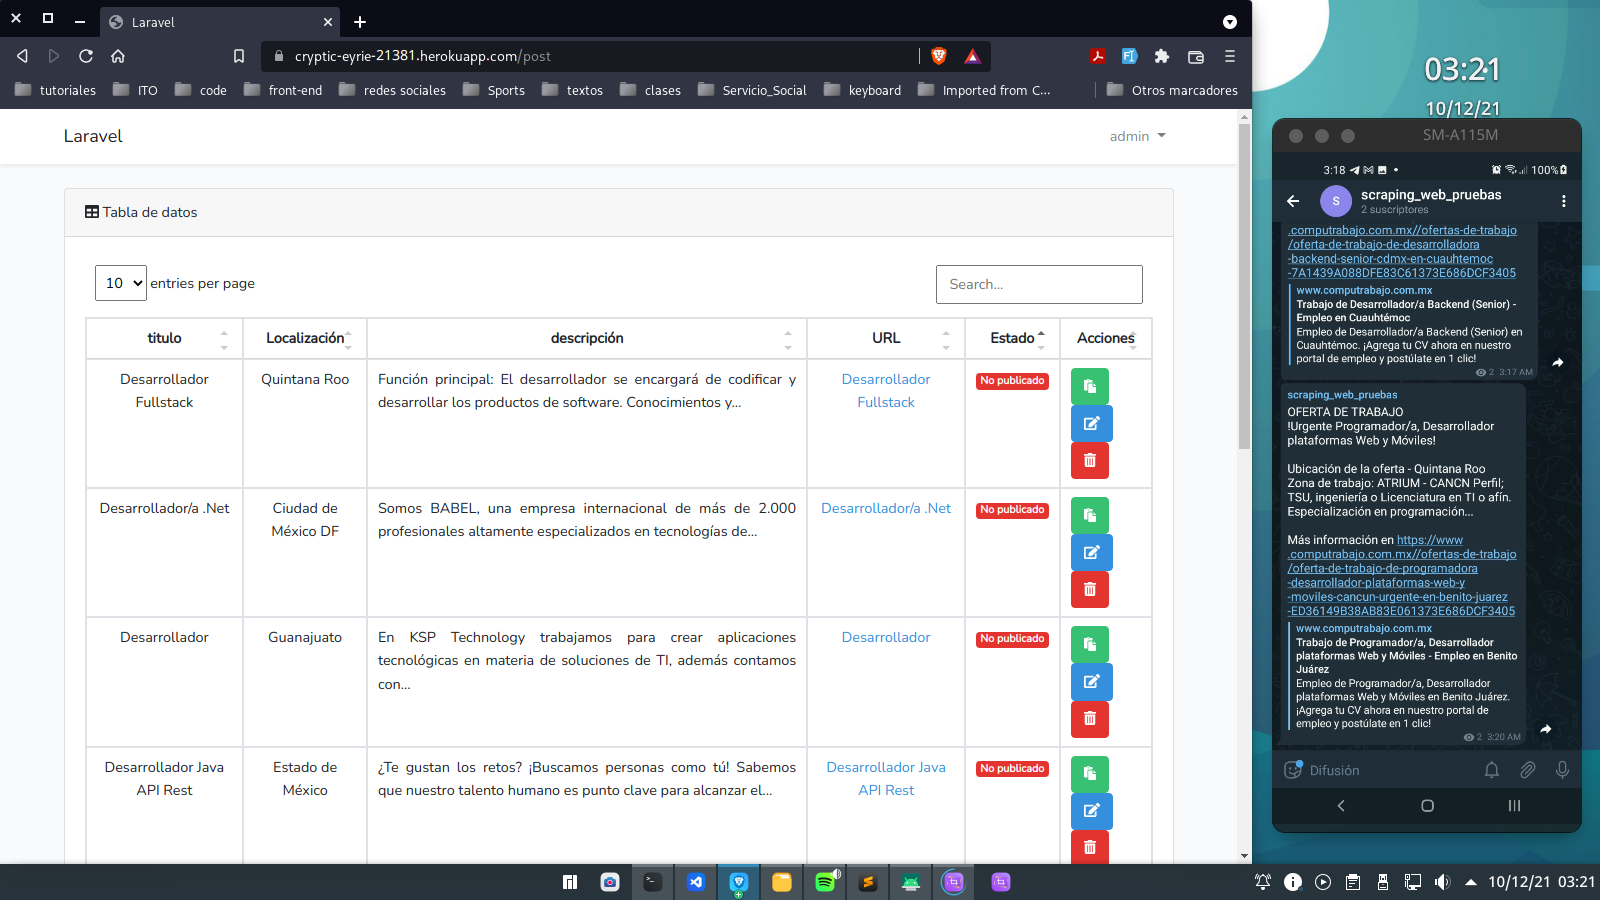 Laravel
cryptic-eyrie-21381.herokuapp.com/post
tutoriales
ITO
code
front-end
redes sociales
Sports
textos
clases
Servicio_Social
keyboard
Imported from C...
Otros marcadores
Laravel
admin
Tabla de datos
10
entries per page
Search...
titulo
Localización
descripción
URL
Estado
Acciones
Desarrollador
Fullstack
Quintana Roo
Función principal: El desarrollador se encargará de codificar y
desarrollar los productos de software. Conocimientos y...
Desarrollador
Fullstack
No publicado
Desarrollador/a .Net
Ciudad de
México DF
Somos BABEL, una empresa internacional de más de 2.000
profesionales altamente especializados en tecnologías de...
Desarrollador/a .Net
No publicado
Desarrollador
Guanajuato
En KSP Technology trabajamos para crear aplicaciones
tecnológicas en materia de soluciones de TI, además contamos
con...
Desarrollador
No publicado
Desarrollador Java
API Rest
Estado de
México
¿Te gustan los retos? ¡Buscamos personas como tú! Sabemos
que nuestro talento humano es punto clave para alcanzar el...
Desarrollador Java
API Rest
No publicado
03:21
10/12/21
SM-A115M
3:18
100%
S
scraping_web_pruebas
2 suscriptores
.computrabajo.com.mx//ofertas-de-trabajo
/oferta-de-trabajo-de-desarrolladora
-backend-senior-cdmx-en-cuauhtemoc
-7A1439A088DFE83C61373E686DCF3405
www.computrabajo.com.mx
Trabajo de Desarrollador/a Backend (Senior) -
Empleo en Cuauhtémoc
Empleo de Desarrollador/a Backend (Senior) en
Cuauhtémoc. ¡Agrega tu CV ahora en nuestro
portal de empleo y postúlate en 1 clic!
2 3:17 AM
scraping_web_pruebas
OFERTA DE TRABAJO
!Urgente Programador/a, Desarrollador
plataformas Web y Móviles!
Ubicación de la oferta - Quintana Roo
Zona de trabajo: ATRIUM - CANCN Perfil;
TSU, ingeniería o Licenciatura en TI o afín.
Especialización en programación...
Más información en https://www
.computrabajo.com.mx//ofertas-de-trabajo
/oferta-de-trabajo-de-programadora
-desarrollador-plataformas-web-y
-moviles-cancun-urgente-en-benito-juarez
-ED36149B38AB83E061373E686DCF3405
www.computrabajo.com.mx
Trabajo de Programador/a, Desarrollador
plataformas Web y Móviles - Empleo en Benito
Juárez
Empleo de Programador/a, Desarrollador
plataformas Web y Móviles en Benito Juárez.
¡Agrega tu CV ahora en nuestro portal de
empleo y postúlate en 1 clic!
2 3:20 AM
Difusión
10/12/21 03:21